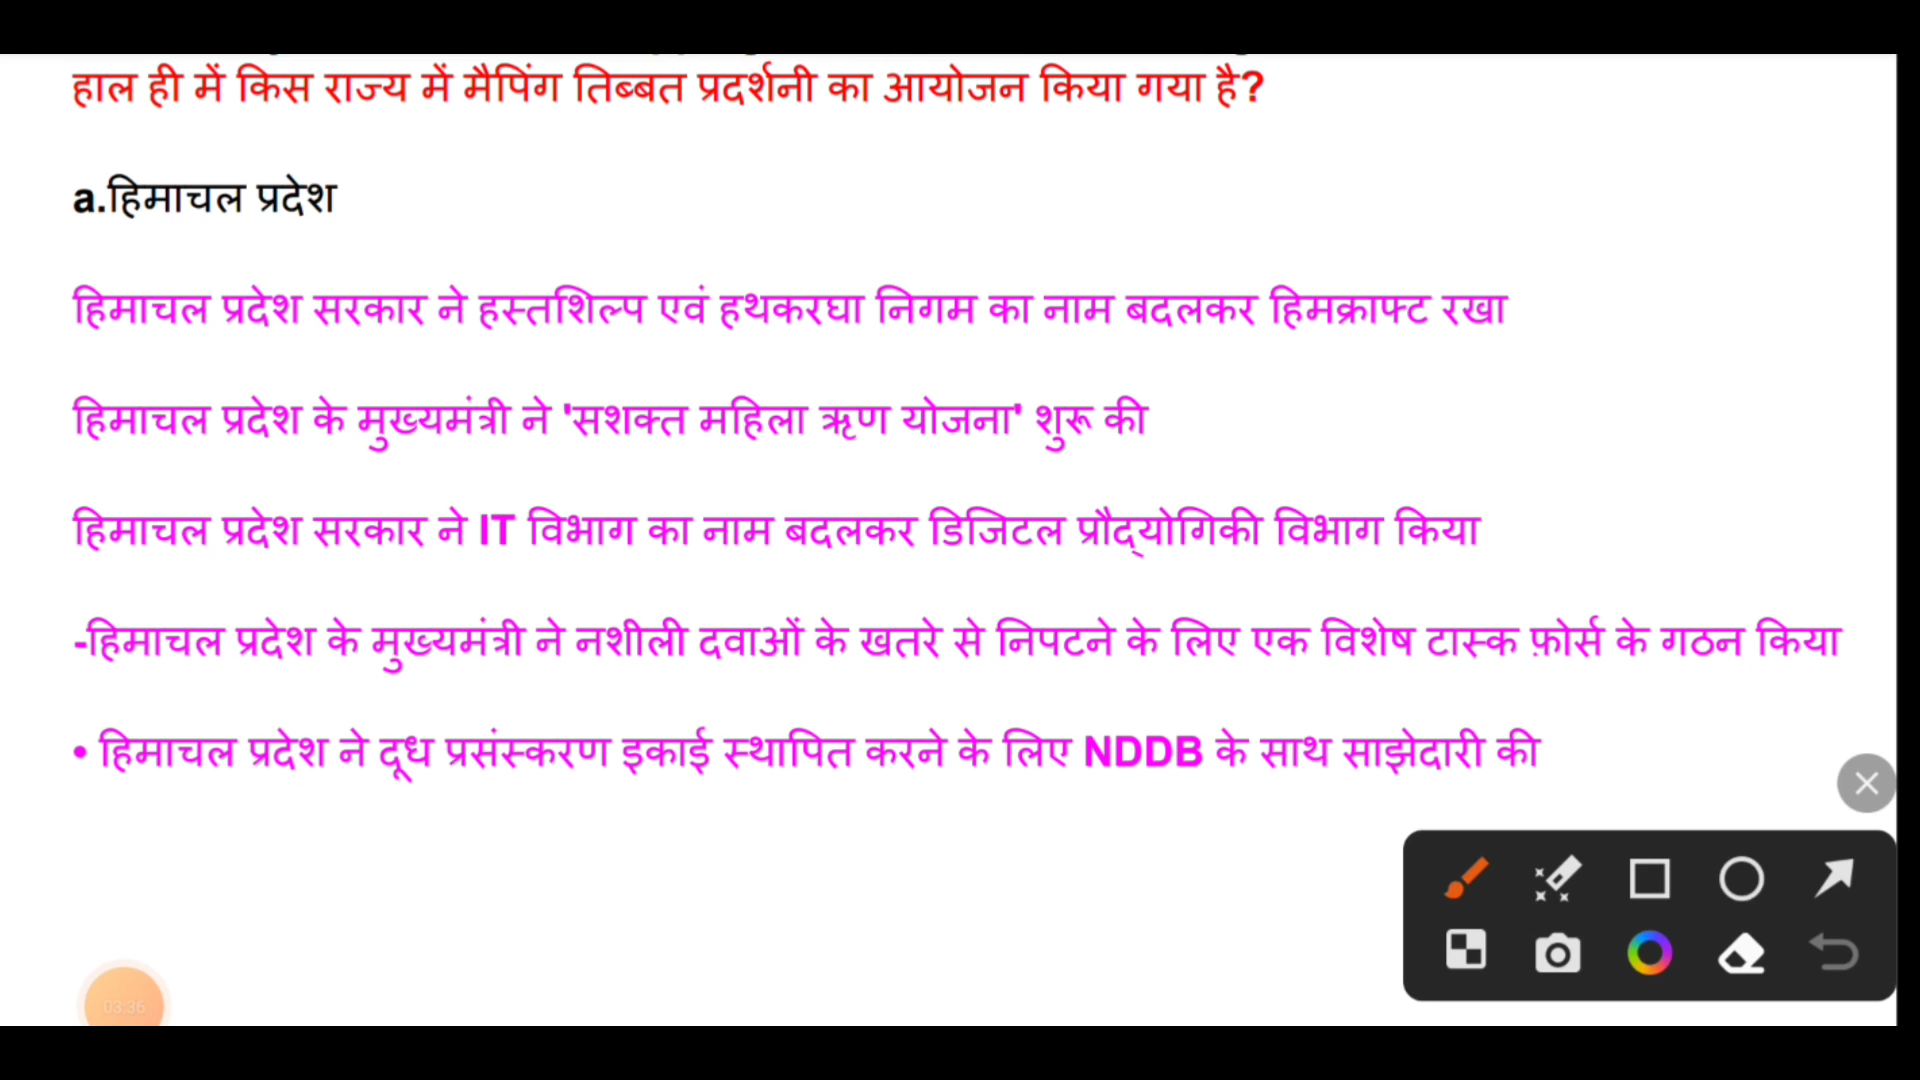 हाल ही में किस राज्य में मैपिंग तिब्बत प्रदर्शनी का आयोजन किया गया है?
a.हिमाचल प्रदेश
हिमाचल प्रदेश सरकार ने हस्तशिल्प एवं हथकरघा निगम का नाम बदलकर हिमक्राफ्ट रखा
हिमाचल प्रदेश के मुख्यमंत्री ने 'सशक्त महिला ऋण योजना' शुरू की
हिमाचल प्रदेश सरकार ने IT विभाग का नाम बदलकर डिजिटल प्रौद्योगिकी विभाग किया
-हिमाचल प्रदेश के मुख्यमंत्री ने नशीली दवाओं के खतरे से निपटने के लिए एक विशेष टास्क फ़ोर्स के गठन किया
• हिमाचल प्रदेश ने दूध प्रसंस्करण इकाई स्थापित करने के लिए NDDB के साथ साझेदारी की
03:36